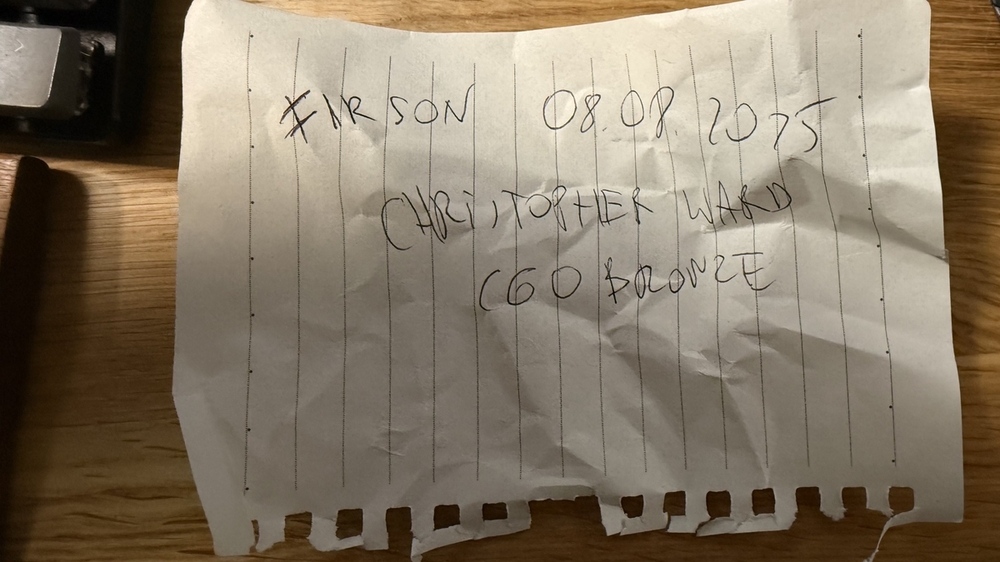 FARSON 08.08.2025
CHRISTOPHER WARD
C60 BRONZE